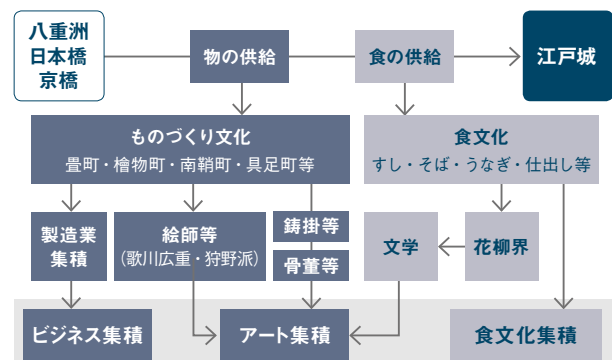 八重洲
日本橋
京橋
物の供給
食の供給
江戸城
ものづくり文化
畳町・檜物町・南鞘町・具足町等
食文化
すし・そば・うなぎ・仕出し等
製造業
集積
絵師等
（歌川広重・狩野派）
鋳掛等
骨董等
文学
花柳界
ビジネス集積
アート集積
食文化集積